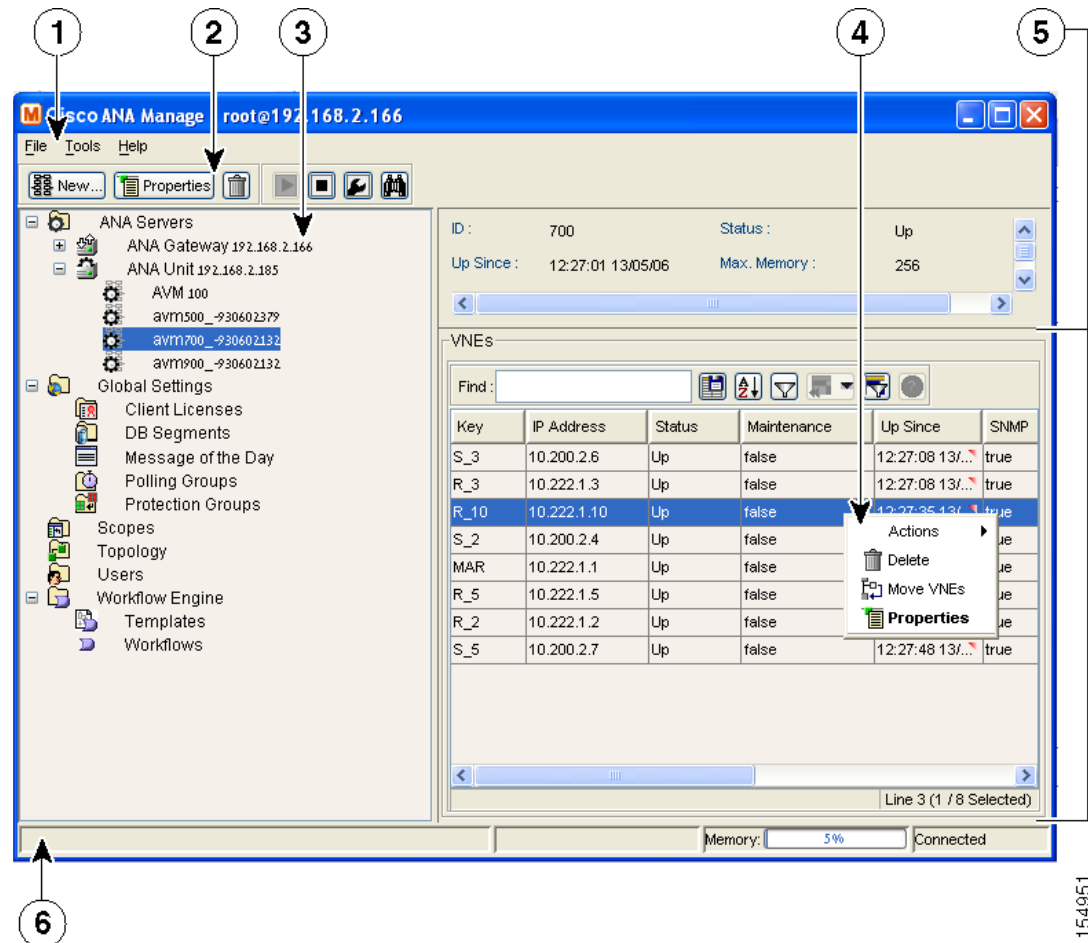 1 2 3 4 5
Cisco ANA Manage root@192.168.2.166
File Tools Help
New... Properties
ANA Servers
ANA Gateway 192.168.2.166
ANA Unit 192.168.2.185
AVM 100
avm500_-930602379
avm700_-930602132
avm900_-930602132
Global Settings
Client Licenses
DB Segments
Message of the Day
Polling Groups
Protection Groups
Scopes
Topology
Users
Workflow Engine
Templates
Workflows
ID : 700 Status : Up
Up Since : 12:27:01 13/05/06 Max. Memory : 256
VNEs
Find :
Key IP Address Status Maintenance Up Since SNMP
S_3 10.200.2.6 Up false 12:27:08 13/... true
R_3 10.222.1.3 Up false 12:27:08 13/... true
R_10 10.222.1.10 Up false 12:27:35 13/ true
S_2 10.200.2.4 Up false ue
MAR 10.222.1.1 Up false ue
R_5 10.222.1.5 Up false ue
R_2 10.222.1.2 Up false ue
S_5 10.200.2.7 Up false 12:27:48 13/... true
Actions
Delete
Move VNEs
Properties
Line 3 (1 / 8 Selected)
Memory: 5% Connected
6
154951